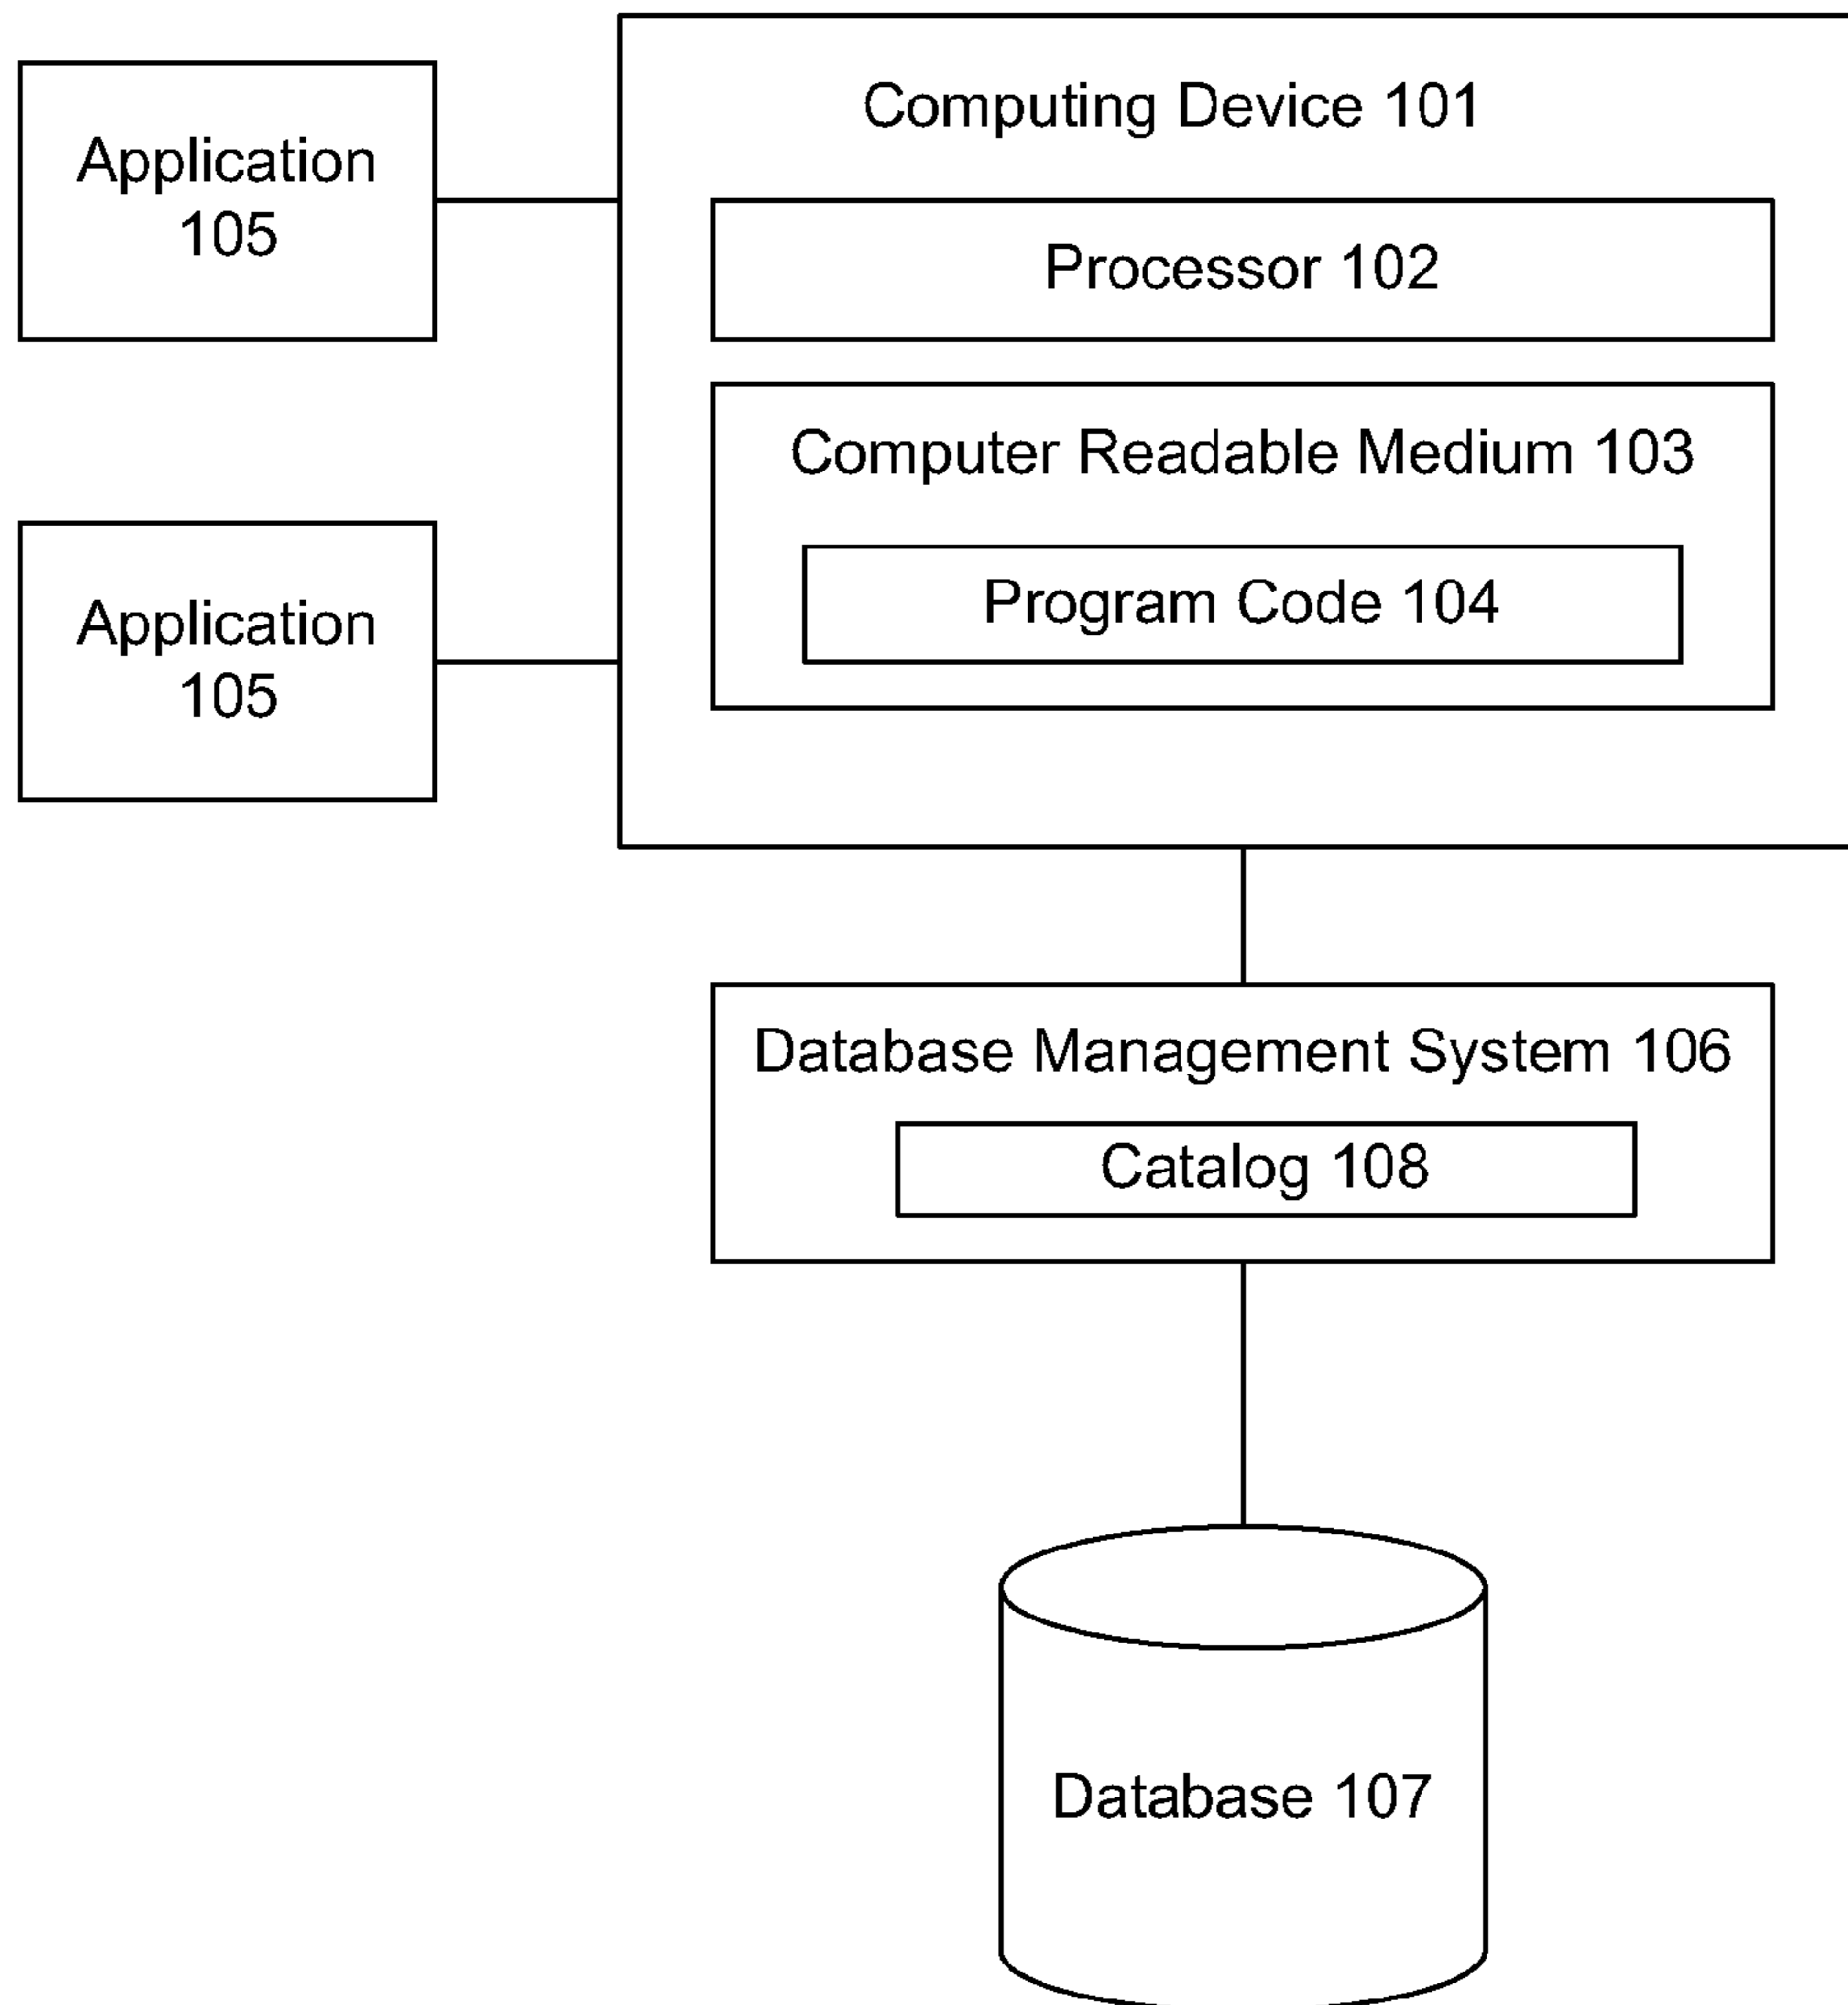 Computing Device 101
Application
105
Processor 102
Computer Readable Medium 103
Program Code 104
Application
105
Database Management System 106
Catalog 108
Database 107